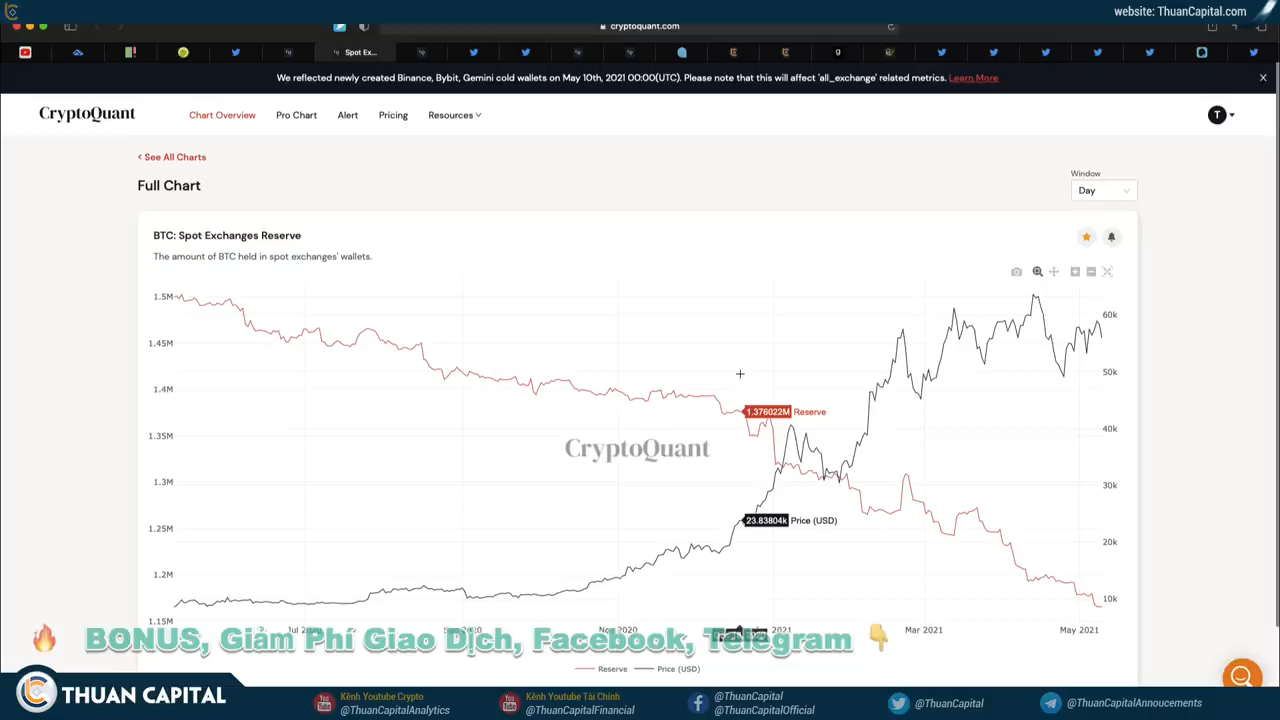 website: ThuanCapital.com
cryptoquant.com
Spot Ex...
We reflected newly created Binance, Bybit, Gemini cold wallets on May 10th, 2021 00:00(UTC). Please note that this will affect 'all_exchange' related metrics. Learn More
CryptoQuant
Chart Overview
Pro Chart
Alert
Pricing
Resources
T
< See All Charts
Full Chart
Window
Day
BTC: Spot Exchanges Reserve
The amount of BTC held in spot exchanges' wallets.
1.5M
60k
1.45M
50k
1.4M
1.376022M Reserve
40k
1.35M
CryptoQuant
1.3M
30k
1.25M
23.83804k Price (USD)
20k
1.2M
10k
1.15M
Mar 2021
May 2021
BONUS, Giảm Phí Giao Dịch, Facebook, Telegram
Reserve
Price (USD)
THUAN CAPITAL
Kênh Youtube Crypto
@ThuanCapitalAnalytics
Kênh Youtube Tài Chính
@ThuanCapitalFinancial
@ThuanCapital
@ThuanCapitalOfficial
@ThuanCapital
@ThuanCapitalAnnoucements